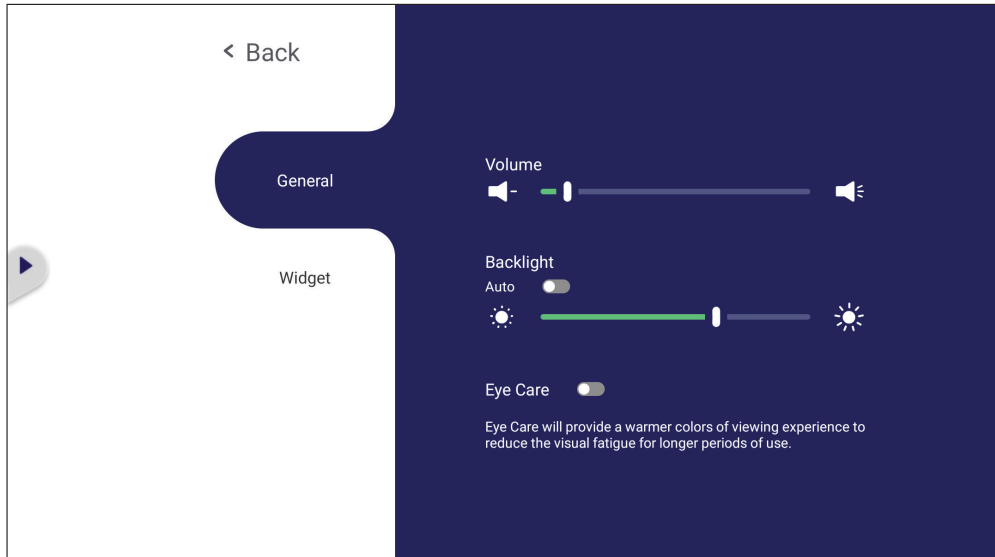 Back
General
Widget
Volume
Backlight
Auto
Eye Care
Eye Care will provide a warmer colors of viewing experience to
reduce the visual fatigue for longer periods of use.